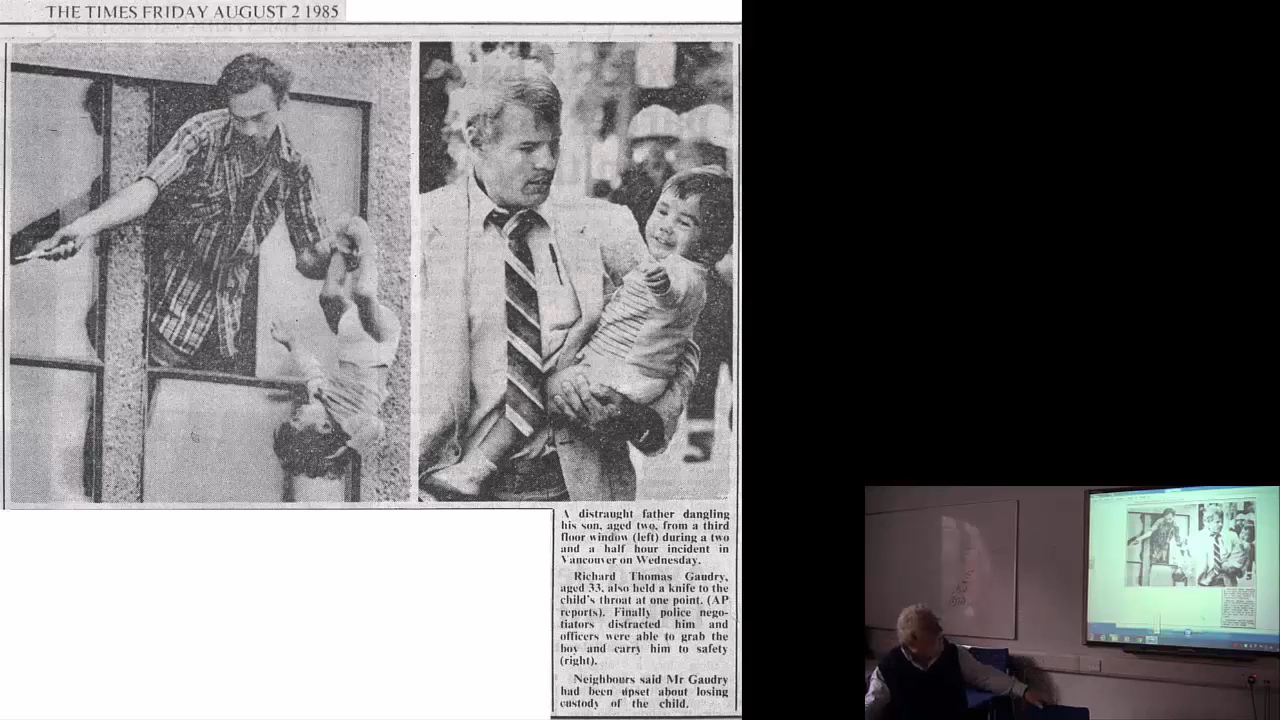 THE TIMES FRIDAY AUGUST 2 1985
A distraught father dangling
his son, aged two, from a third
floor window (left) during a two
and a half hour incident in
Vancouver on Wednesday.
Richard Thomas Gaudry,
aged 33, also held a knife to the
child's throat at one point. (AP
reports). Finally police nego-
tiators distracted him and
officers were able to grab the
boy and carry him to safety
(right).
Neighbours said Mr Gaudry
had been upset about losing
custody of the child.